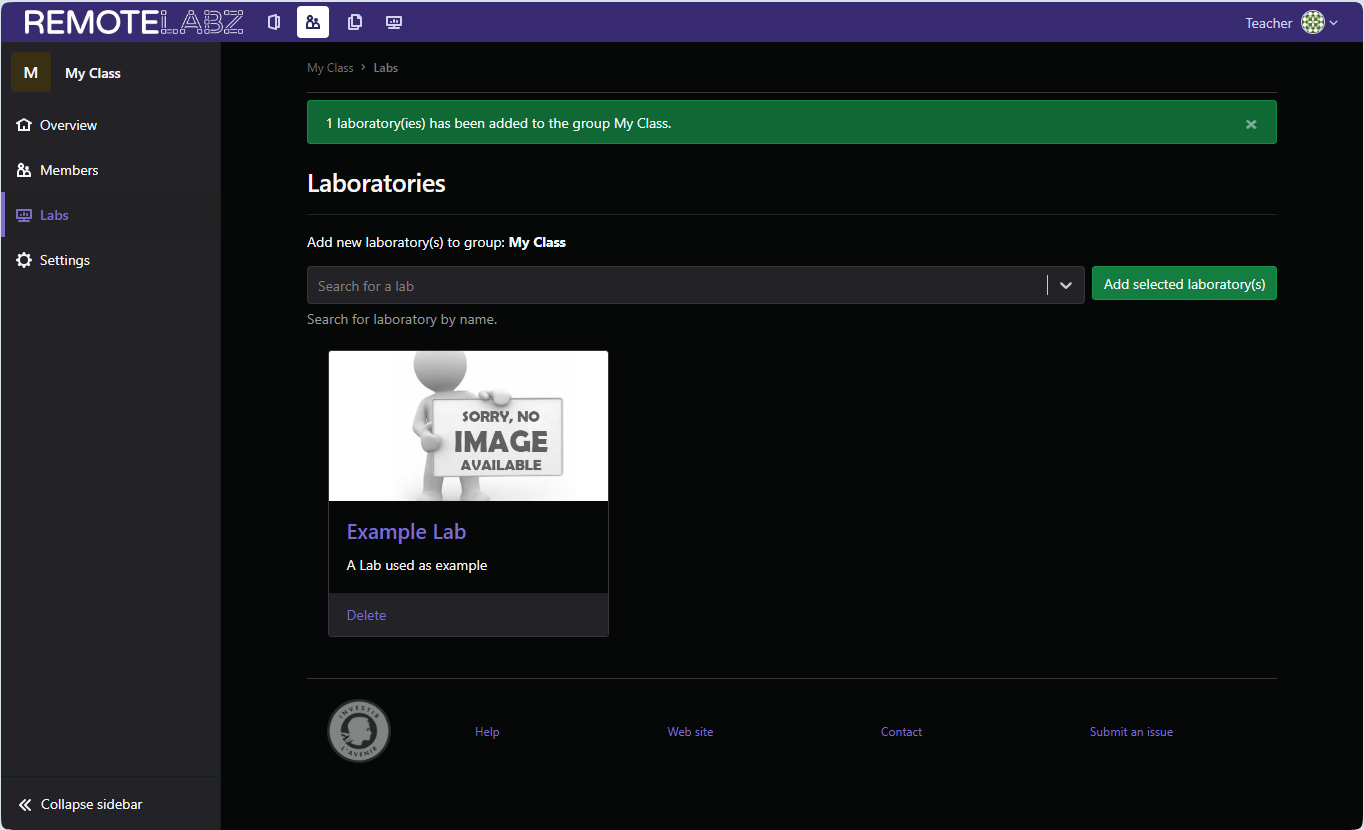 REMOTELABZ
Teacher
M My Class
Overview
Members
Labs
Settings
Collapse sidebar
My Class > Labs
1 laboratory(ies) has been added to the group My Class.
Laboratories
Add new laboratory(s) to group: My Class
Search for a lab
Add selected laboratory(s)
Search for laboratory by name.
SORRY, NO
IMAGE
AVAILABLE
Example Lab
A Lab used as example
Delete
INVESTIR
L'AVENIR
Help
Web site
Contact
Submit an issue